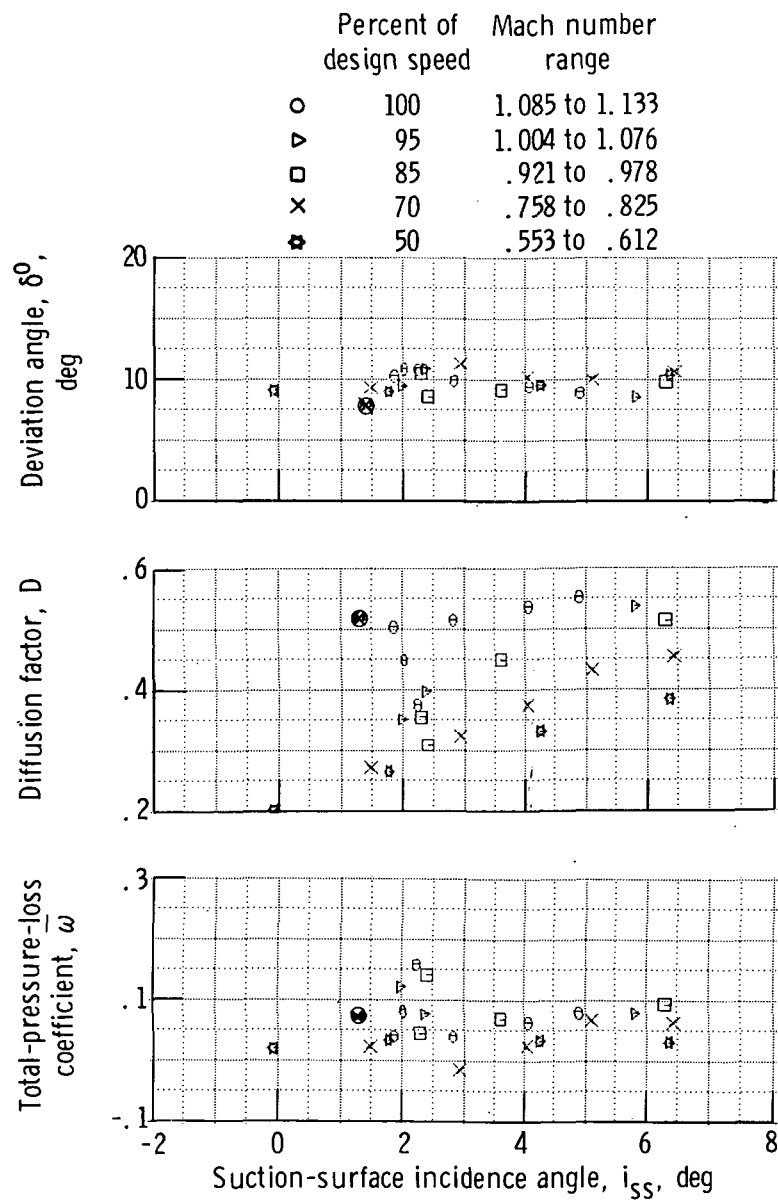 Percent of Mach number
design speed range
100 1.085 to 1.133
95 1.004 to 1.076
85 .921 to .978
70 .758 to .825
50 .553 to .612
Deviation angle, δ°,
deg
20
10
0
Diffusion factor, D
.6
.4
.2
Total-pressure-loss
coefficient, ω̅
.3
.1
-.1
-2 0 2 4 6 8
Suction-surface incidence angle, iss, deg